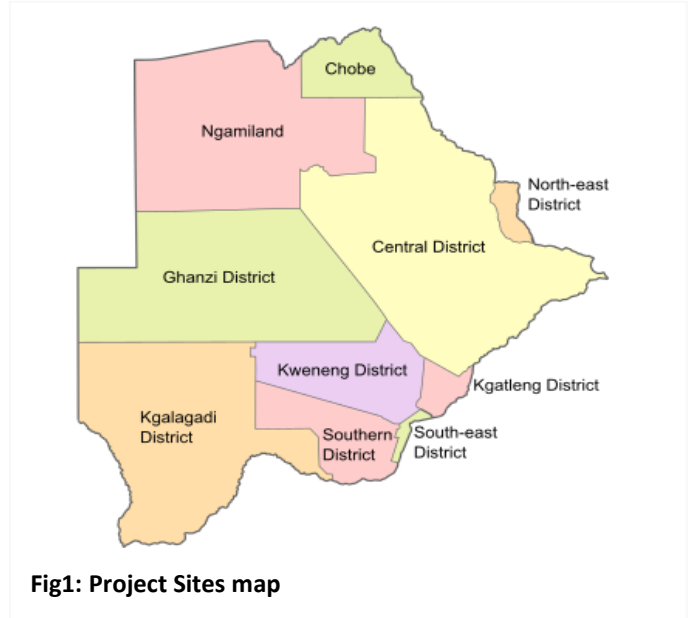 Chobe
Ngamiland
North-east
District
Central District
Ghanzi District
Kweneng District
Kgatleng District
Kgalagadi
District
Southern
District
South-east
District
Fig1: Project Sites map